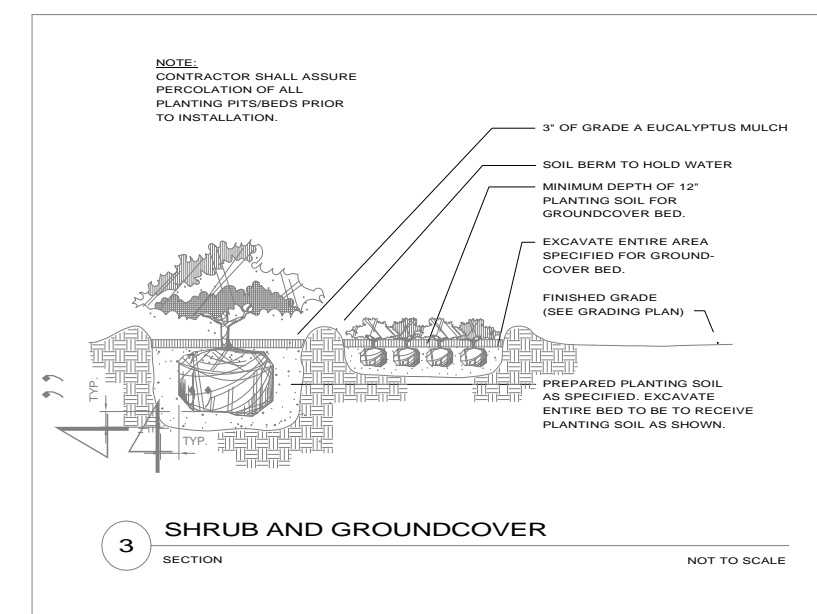 NOTE:
CONTRACTOR SHALL ASSURE
PERCOLATION OF ALL
PLANTING PITS/BEDS PRIOR
TO INSTALLATION.
3" OF GRADE A EUCALYPTUS MULCH
SOIL BERM TO HOLD WATER
MINIMUM DEPTH OF 12"
PLANTING SOIL FOR
GROUNDCOVER BED.
EXCAVATE ENTIRE AREA
SPECIFIED FOR GROUND-
COVER BED.
FINISHED GRADE
(SEE GRADING PLAN)
PREPARED PLANTING SOIL
AS SPECIFIED. EXCAVATE
ENTIRE BED TO BE TO RECEIVE
PLANTING SOIL AS SHOWN.
TYP.
TYP.
3
SHRUB AND GROUNDCOVER
SECTION
NOT TO SCALE